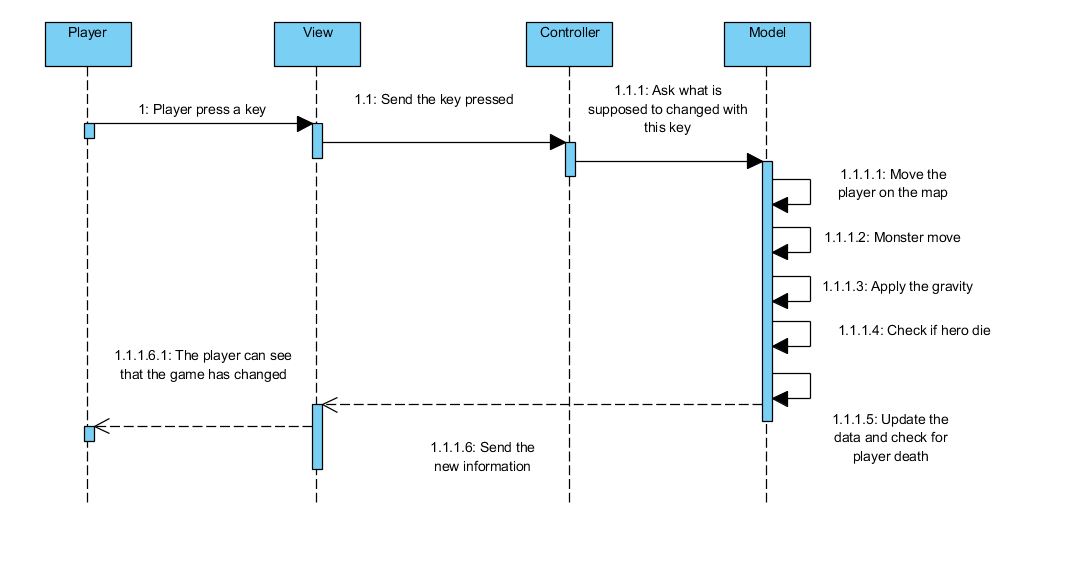 Player
View
Controller
Model
1: Player press a key
1.1: Send the key pressed
1.1.1: Ask what is
supposed to changed with
this key
1.1.1.1: Move the
player on the map
1.1.1.2: Monster move
1.1.1.3: Apply the gravity
1.1.1.4: Check if hero die
1.1.1.6.1: The player can see
that the game has changed
1.1.1.5: Update the
data and check for
player death
1.1.1.6: Send the
new information